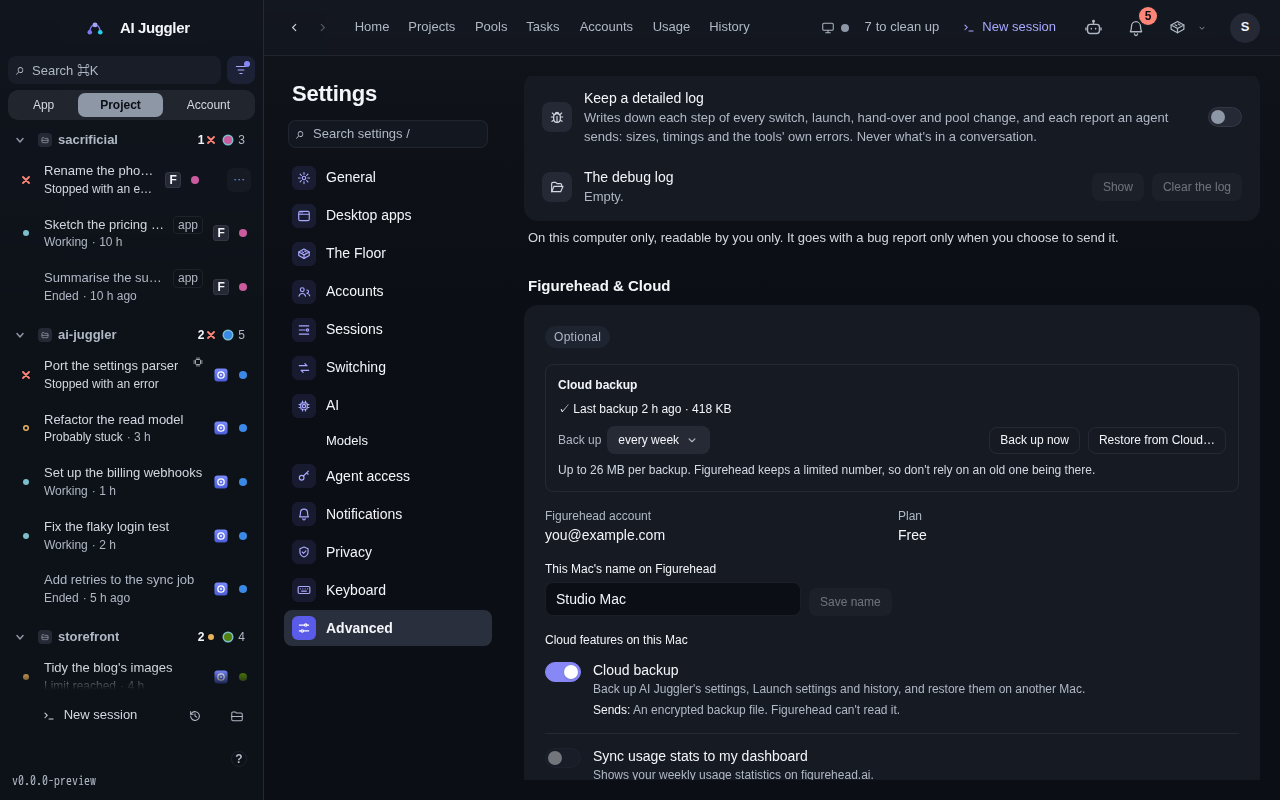 AI Juggler
Search ⌘K
App
Project
Account
sacrificial
1
3
Rename the pho…
Stopped with an e…
F
Sketch the pricing …
app
Working · 10 h
F
Summarise the su…
app
Ended · 10 h ago
F
ai-juggler
2
5
Port the settings parser
Stopped with an error
Refactor the read model
Probably stuck · 3 h
Set up the billing webhooks
Working · 1 h
Fix the flaky login test
Working · 2 h
Add retries to the sync job
Ended · 5 h ago
storefront
2
4
Tidy the blog's images
Limit reached · 4 h
New session
?
v0.0.0-preview
Home
Projects
Pools
Tasks
Accounts
Usage
History
7 to clean up
New session
5
S
Settings
Search settings /
General
Desktop apps
The Floor
Accounts
Sessions
Switching
AI
Models
Agent access
Notifications
Privacy
Keyboard
Advanced
Keep a detailed log
Writes down each step of every switch, launch, hand-over and pool change, and each report an agent
sends: sizes, timings and the tools' own errors. Never what's in a conversation.
The debug log
Empty.
Show
Clear the log
On this computer only, readable by you only. It goes with a bug report only when you choose to send it.
Figurehead & Cloud
Optional
Cloud backup
✓ Last backup 2 h ago · 418 KB
Back up
every week
Back up now
Restore from Cloud…
Up to 26 MB per backup. Figurehead keeps a limited number, so don't rely on an old one being there.
Figurehead account
Plan
you@example.com
Free
This Mac's name on Figurehead
Studio Mac
Save name
Cloud features on this Mac
Cloud backup
Back up AI Juggler's settings, Launch settings and history, and restore them on another Mac.
Sends: An encrypted backup file. Figurehead can't read it.
Sync usage stats to my dashboard
Shows your weekly usage statistics on figurehead.ai.